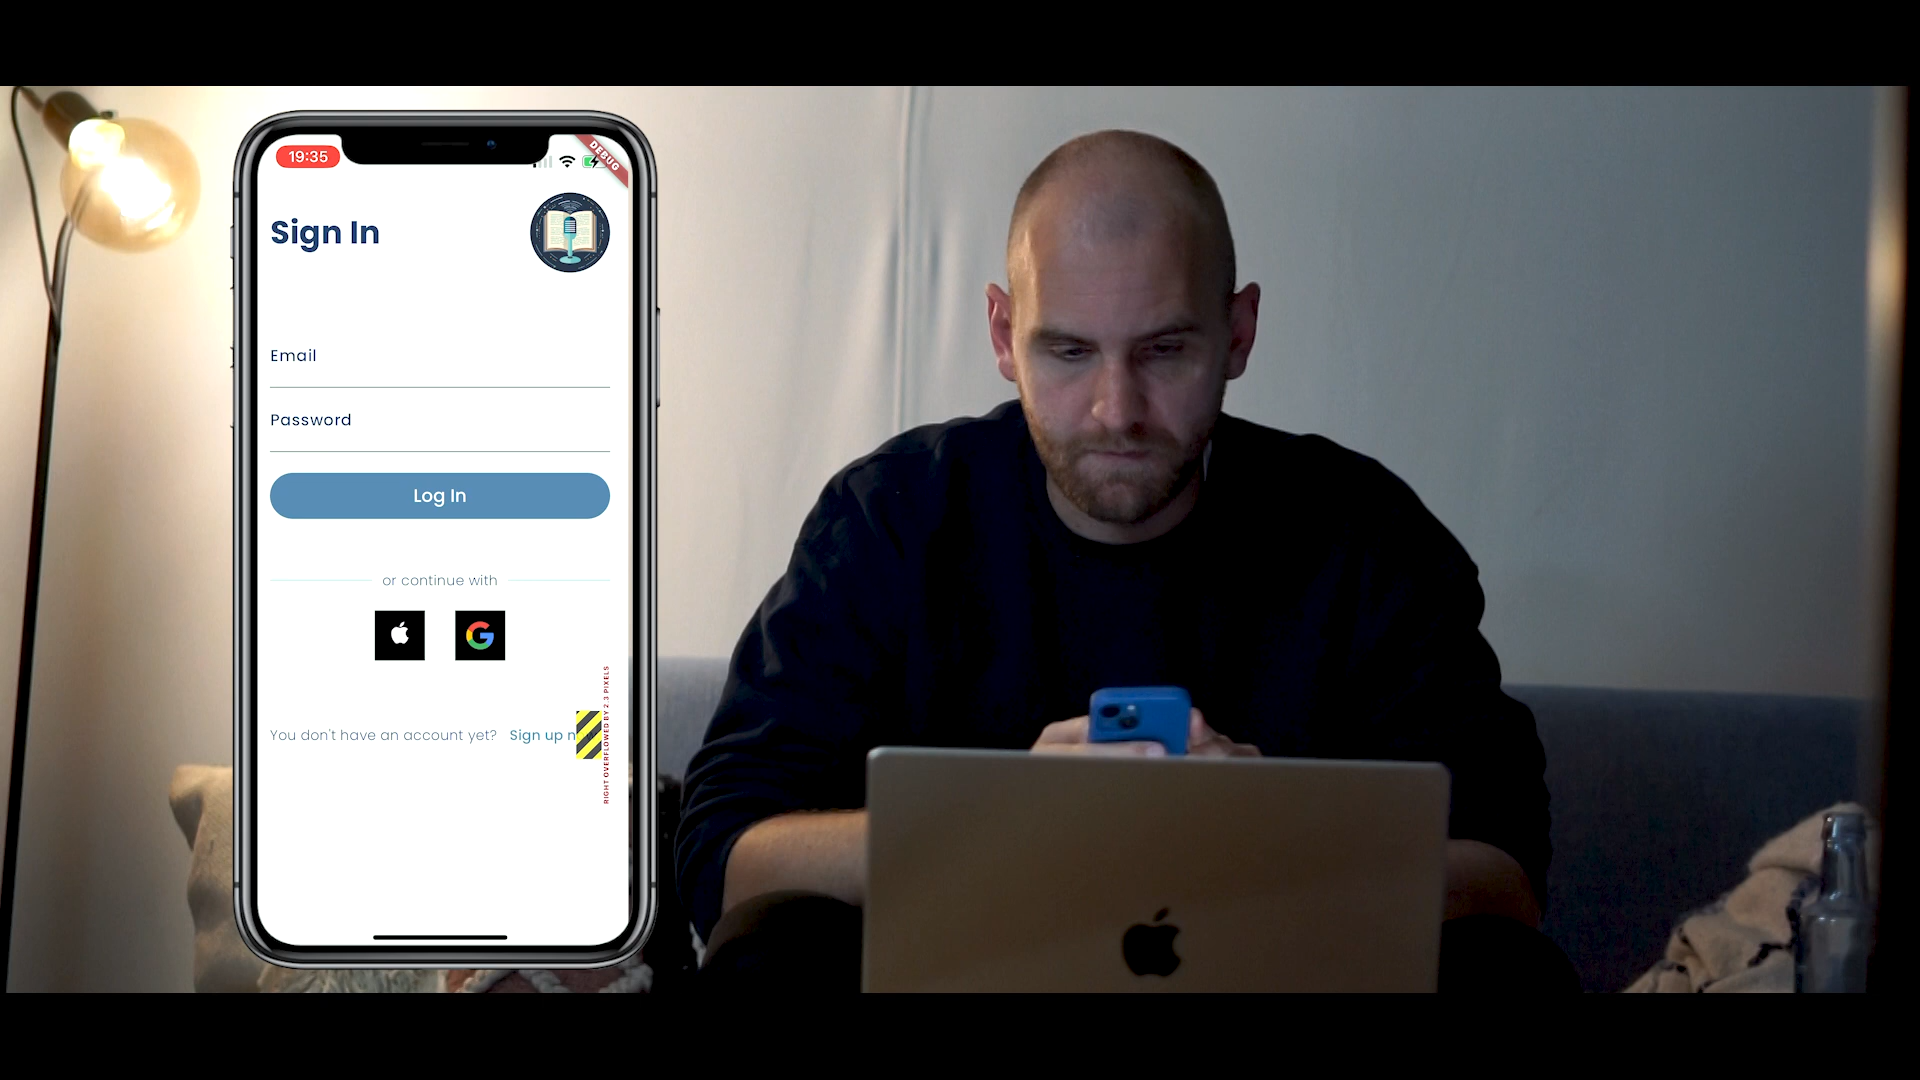 19:35
DEBUG
Sign In
Email
Password
Log In
or continue with
You don't have an account yet? Sign up n
RIGHT OVERFLOWED BY 2.3 PIXELS